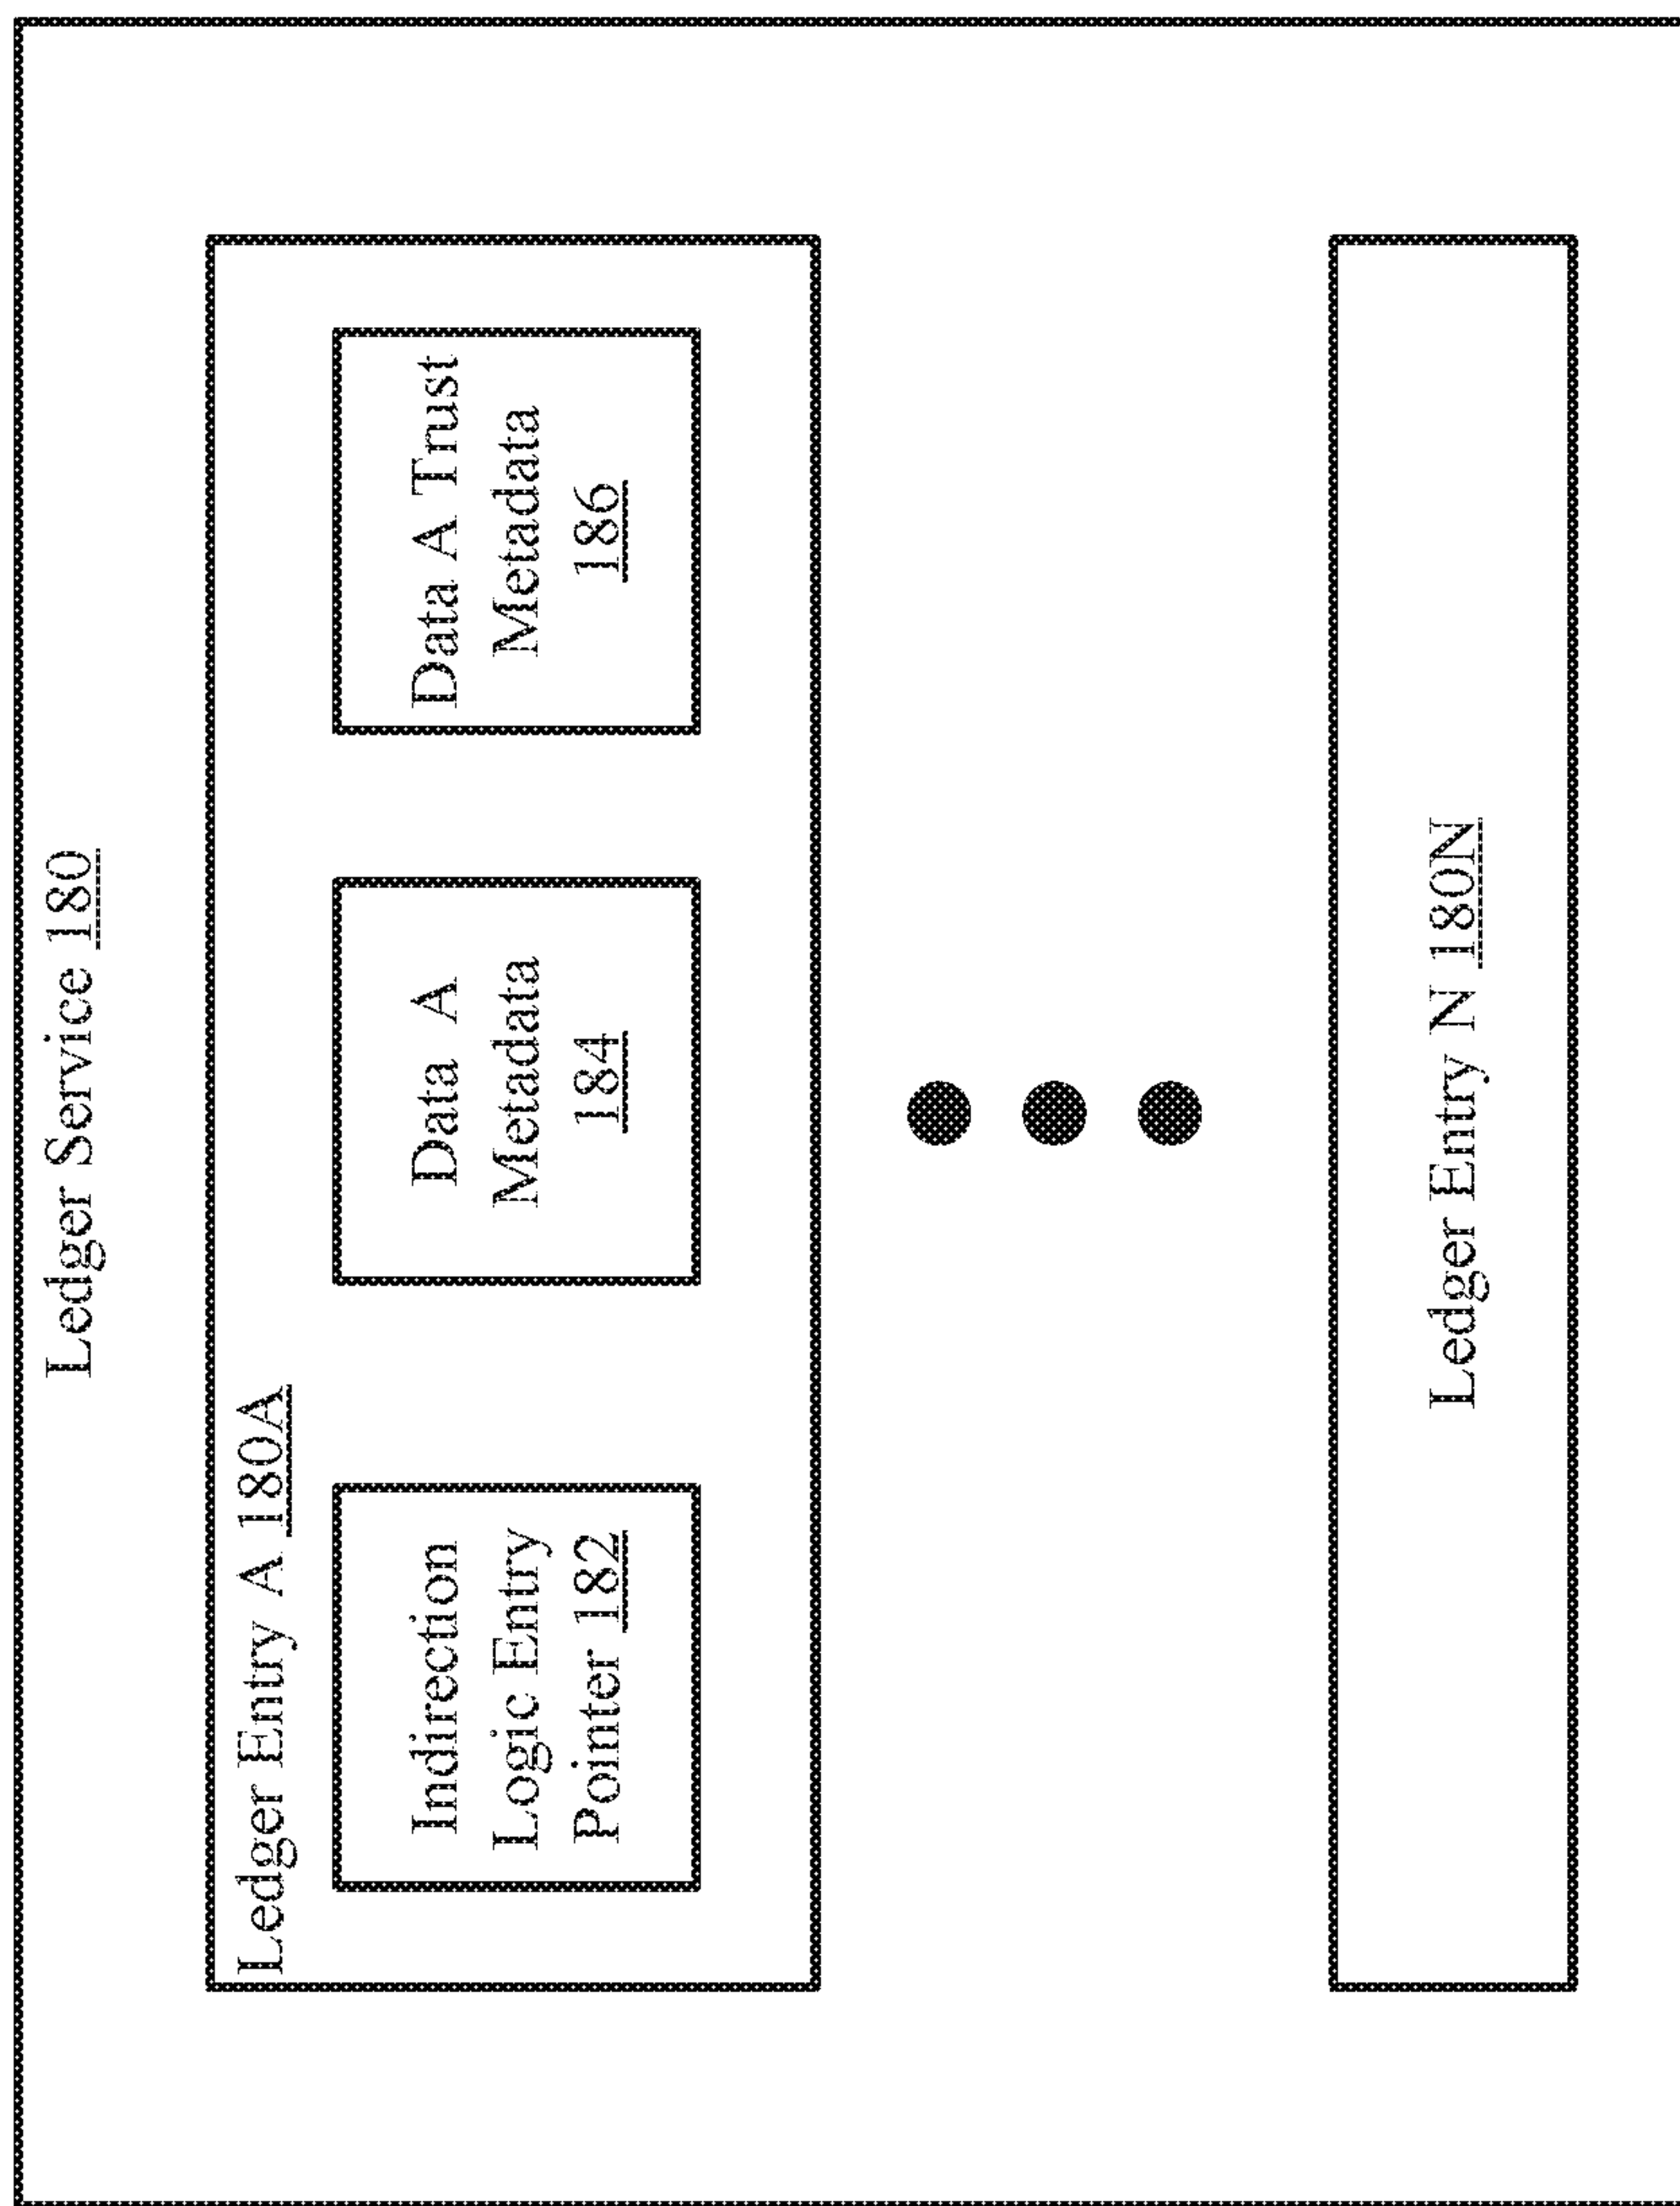 Ledger Service 180
Ledger Entry A 180A
Indirection
Logic Entry
Pointer 182
Data A
Metadata
184
Data A Trust
Metadata
186
Ledger Entry N 180N